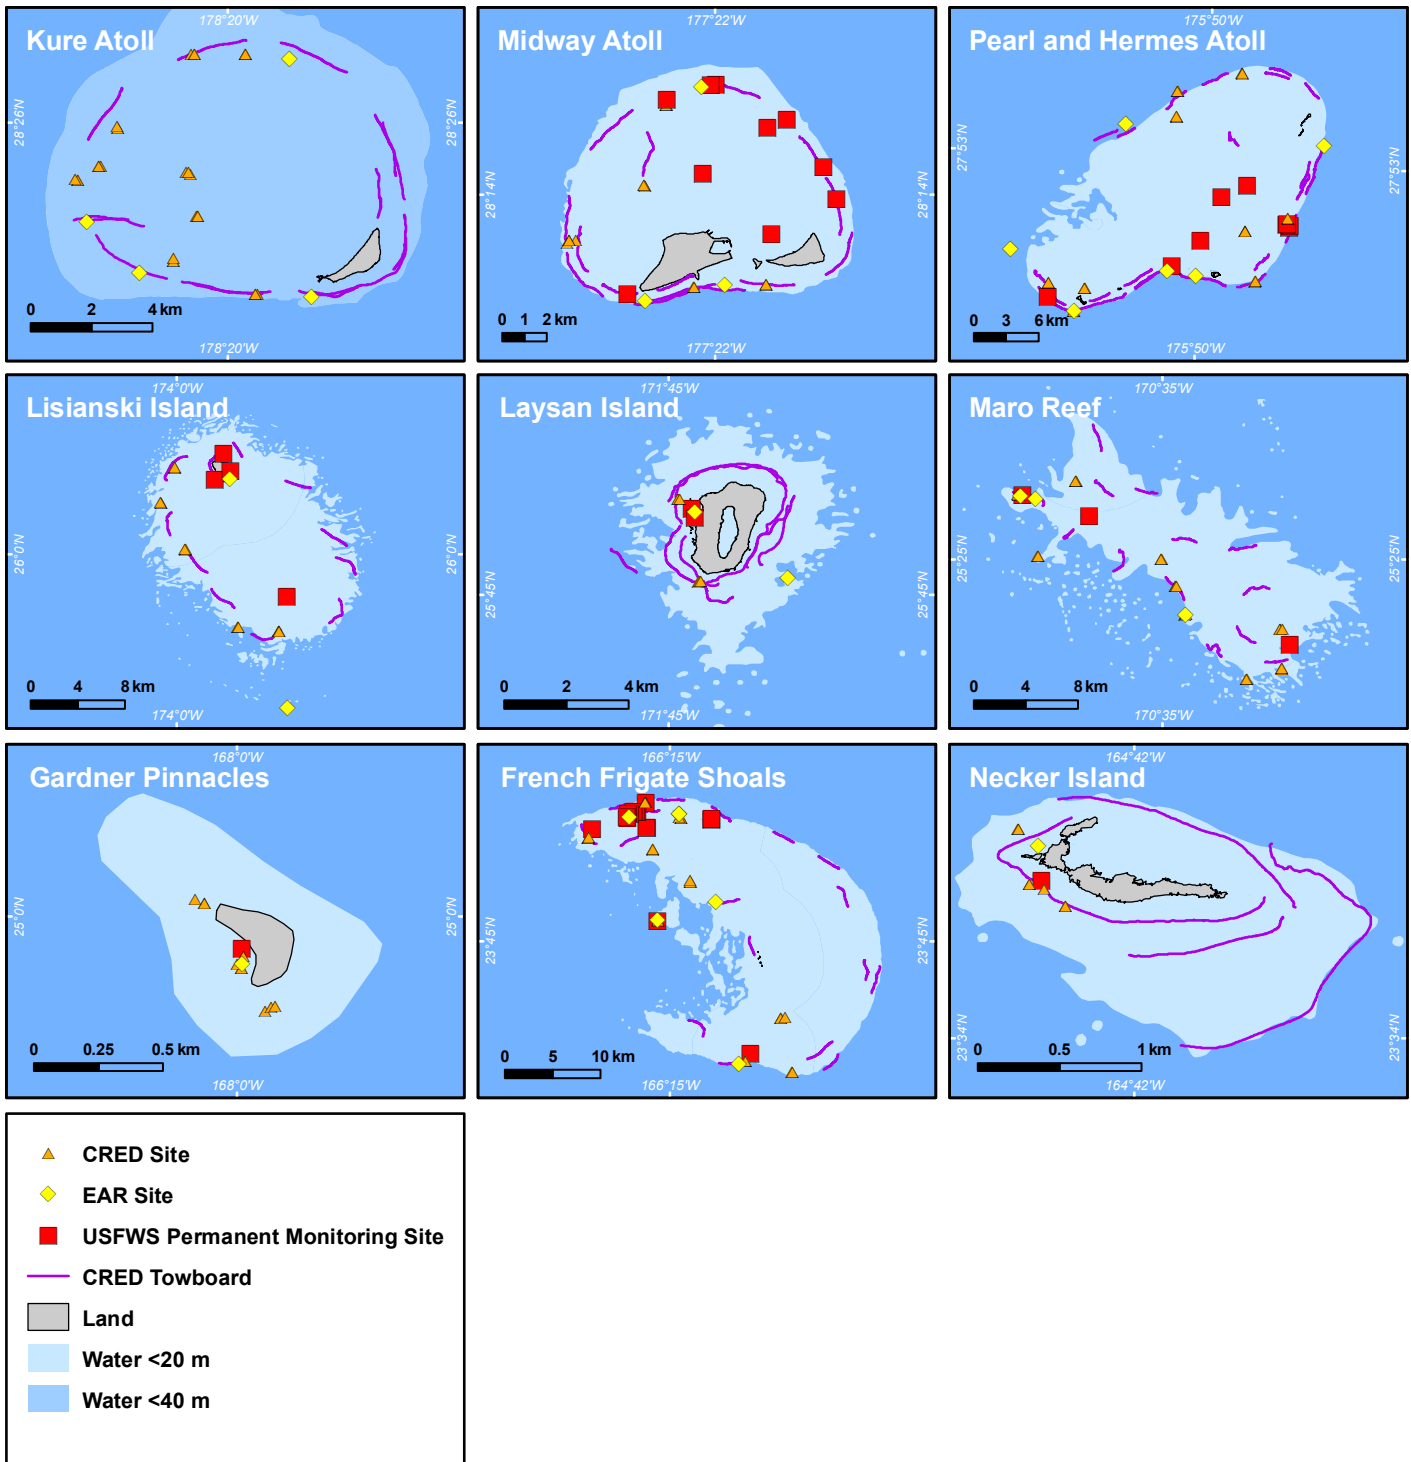 Kure Atoll
178°20'W
28°26'N
28°26'N
0 2 4 km
178°20'W
Midway Atoll
177°22'W
28°14'N
28°14'N
0 1 2 km
177°22'W
Pearl and Hermes Atoll
175°50'W
27°53'N
27°53'N
0 3 6 km
175°50'W
Lisianski Island
174°0'W
26°0'N
26°0'N
0 4 8 km
174°0'W
Laysan Island
171°45'W
25°45'N
25°45'N
0 2 4 km
171°45'W
Maro Reef
170°35'W
25°25'N
25°25'N
0 4 8 km
170°35'W
Gardner Pinnacles
168°0'W
25°0'N
25°0'N
0 0.25 0.5 km
168°0'W
French Frigate Shoals
166°15'W
23°45'N
23°45'N
0 5 10 km
166°15'W
Necker Island
164°42'W
23°34'N
23°34'N
0 0.5 1 km
164°42'W
CRED Site
EAR Site
USFWS Permanent Monitoring Site
CRED Towboard
Land
Water <20 m
Water <40 m